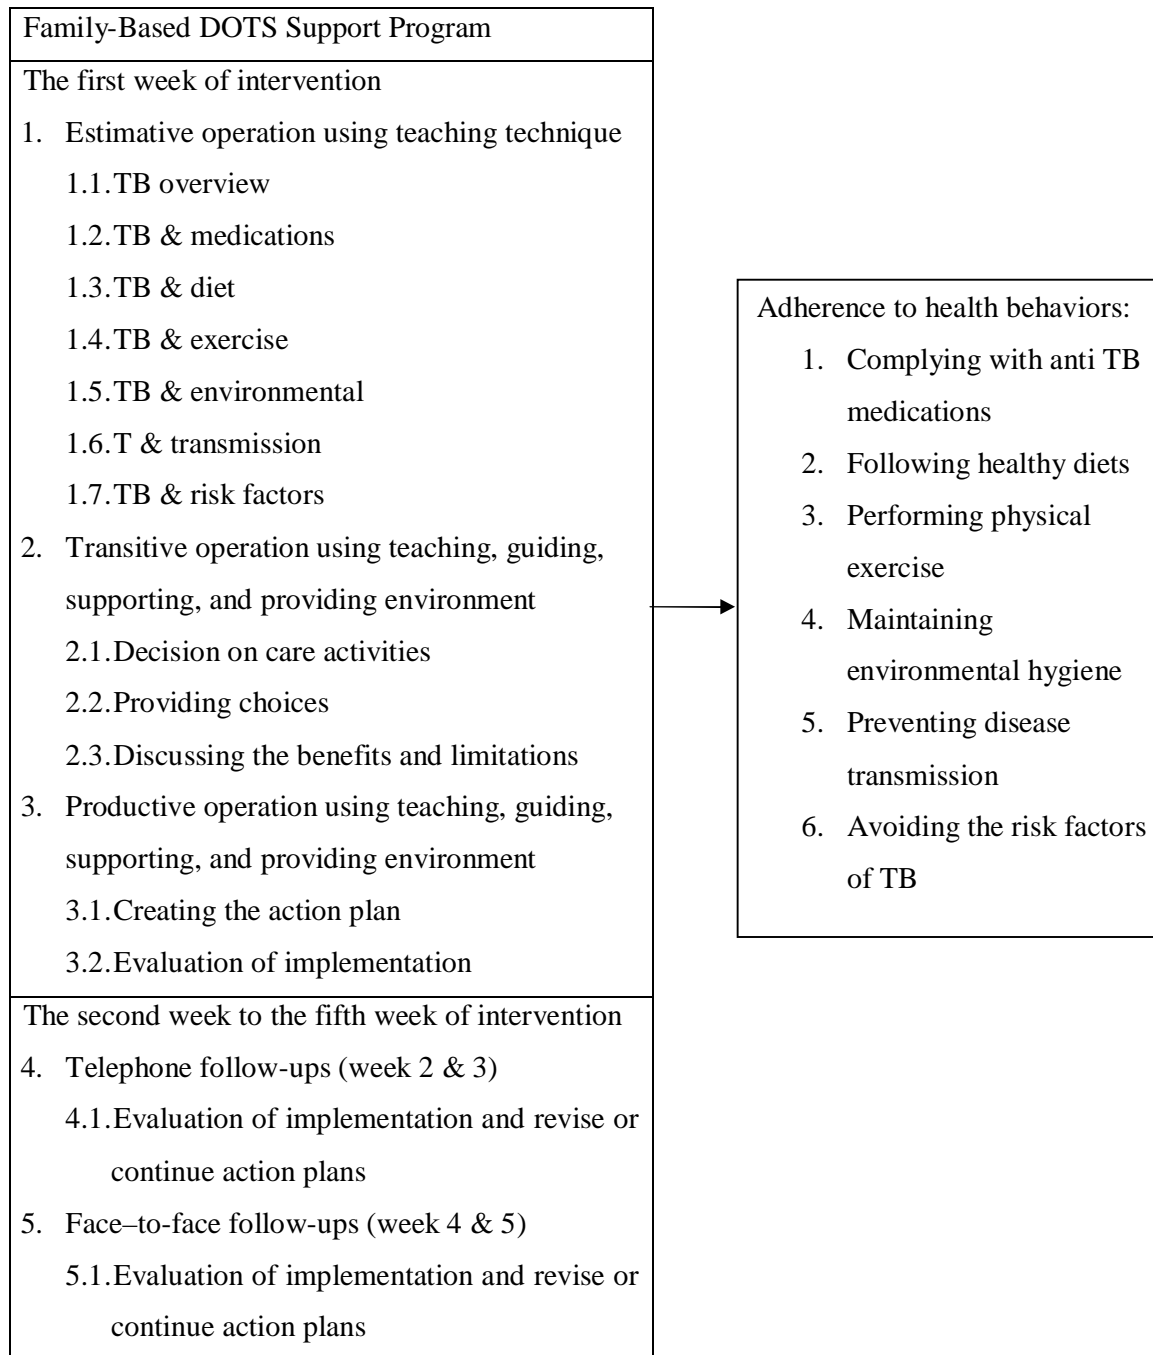 Family-Based DOTS Support Program
The first week of intervention
1. Estimative operation using teaching technique
1.1.TB overview
1.2.TB & medications
1.3.TB & diet
1.4.TB & exercise
1.5.TB & environmental
1.6.T & transmission
1.7.TB & risk factors
2. Transitive operation using teaching, guiding,
supporting, and providing environment
2.1.Decision on care activities
2.2.Providing choices
2.3.Discussing the benefits and limitations
3. Productive operation using teaching, guiding,
supporting, and providing environment
3.1.Creating the action plan
3.2.Evaluation of implementation
The second week to the fifth week of intervention
4. Telephone follow-ups (week 2 & 3)
4.1.Evaluation of implementation and revise or
continue action plans
5. Face–to-face follow-ups (week 4 & 5)
5.1.Evaluation of implementation and revise or
continue action plans
Adherence to health behaviors:
1. Complying with anti TB
medications
2. Following healthy diets
3. Performing physical
exercise
4. Maintaining
environmental hygiene
5. Preventing disease
transmission
6. Avoiding the risk factors
of TB